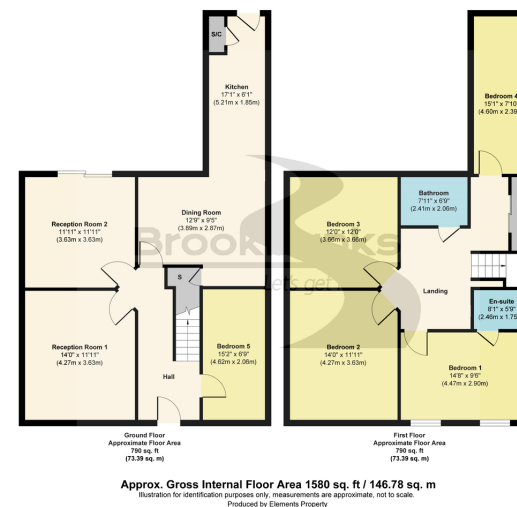 S/C
Kitchen
17'1" x 6'1"
(5.21m x 1.85m)
Bedroom 4
15'1" x 7'10"
(4.60m x 2.39
Reception Room 2
11'11" x 11'11"
(3.63m x 3.63m)
Dining Room
12'9" x 9'5"
(3.89m x 2.87m)
Bathroom
7'11" x 6'9"
(2.41m x 2.06m)
Bedroom 3
12'0" x 12'0"
(3.66m x 3.66m)
S
let's get
Landing
En-suite
8'1" x 5'9"
(2.46m x 1.75
Reception Room 1
14'0" x 11'11"
(4.27m x 3.63m)
Bedroom 5
15'2" x 6'9"
(4.62m x 2.06m)
Hall
Bedroom 2
14'0" x 11'11"
(4.27m x 3.63m)
Bedroom 1
14'8" x 9'6"
(4.47m x 2.90m)
Ground Floor
Approximate Floor Area
790 sq. ft
(73.39 sq. m)
First Floor
Approximate Floor Area
790 sq. ft
(73.39 sq. m)
Approx. Gross Internal Floor Area 1580 sq. ft / 146.78 sq. m
Illustration for identification purposes only, measurements are approximate, not to scale.
Produced by Elements Property